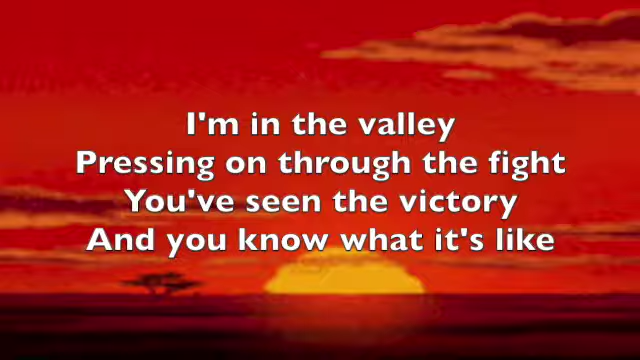 I'm in the valley
Pressing on through the fight
You've seen the victory
And you know what it's like